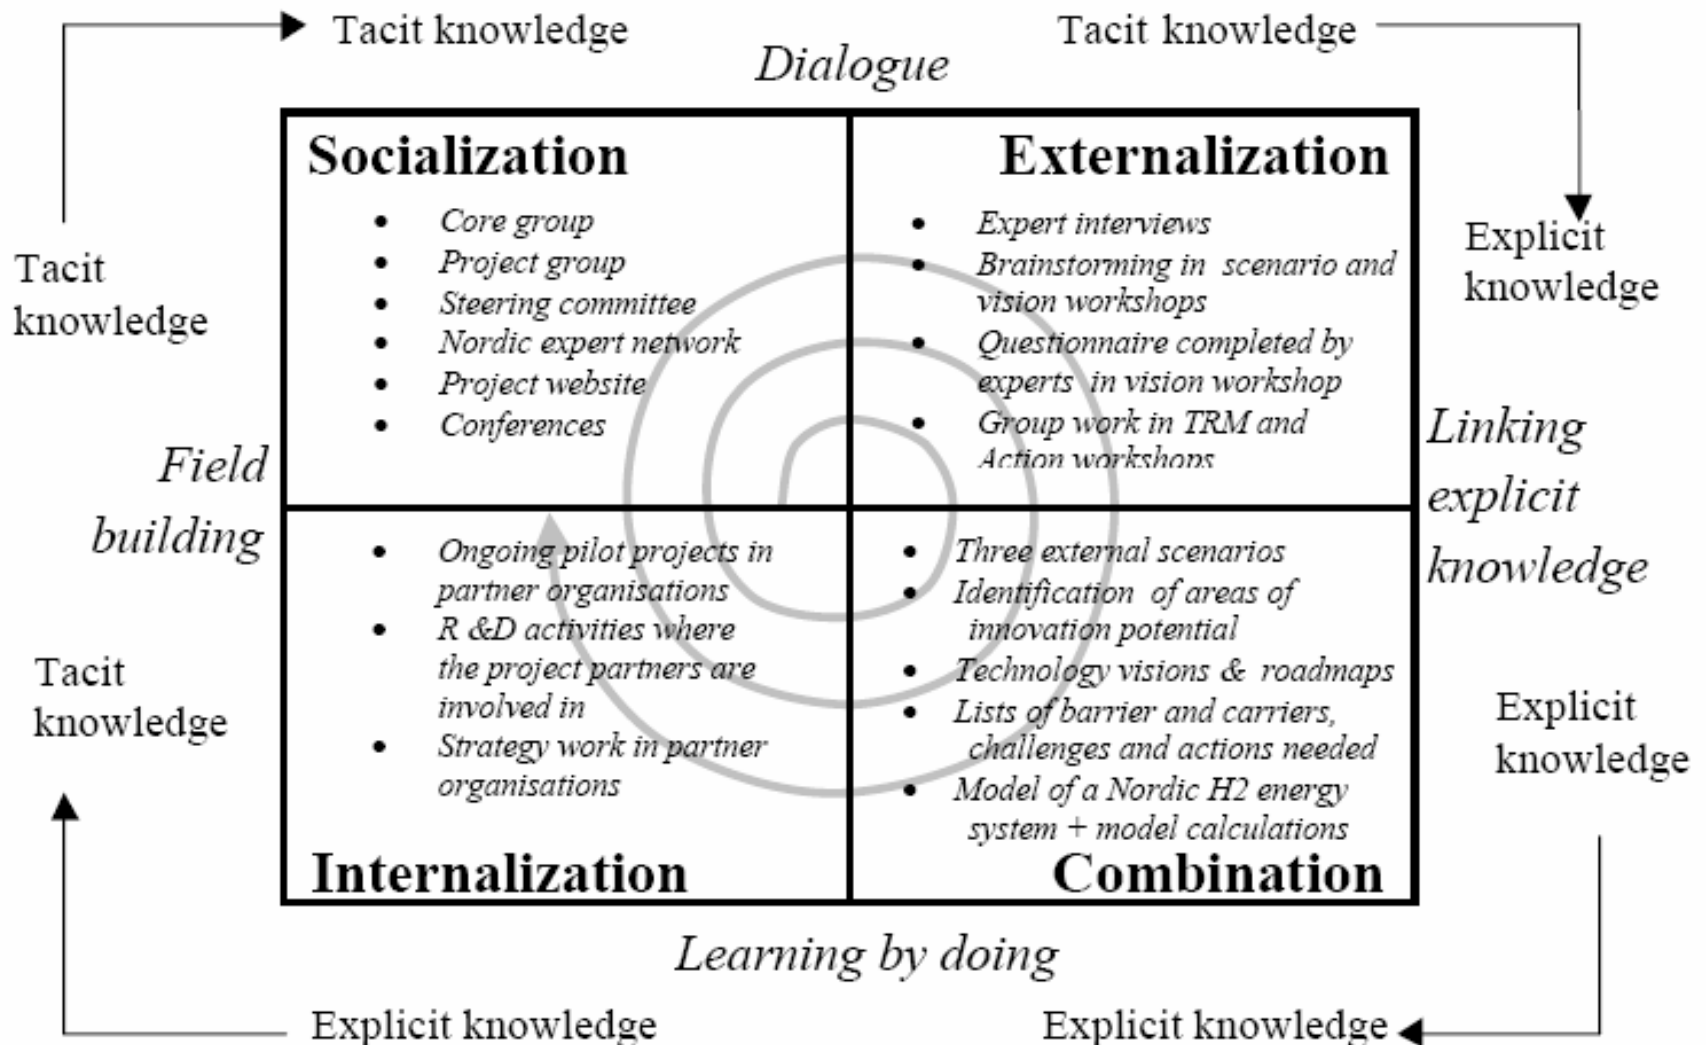 Tacit knowledge
Tacit knowledge
Dialogue
Socialization
• Core group
• Project group
• Steering committee
• Nordic expert network
• Project website
• Conferences
Externalization
• Expert interviews
• Brainstorming in scenario and
vision workshops
• Questionnaire completed by
experts in vision workshop
• Group work in TRM and
Action workshops
Tacit
knowledge
Explicit
knowledge
Field
building
Linking
explicit
knowledge
• Ongoing pilot projects in
partner organisations
• R &D activities where
the project partners are
involved in
• Strategy work in partner
organisations
Internalization
• Three external scenarios
• Identification of areas of
innovation potential
• Technology visions & roadmaps
• Lists of barrier and carriers,
challenges and actions needed
• Model of a Nordic H2 energy
system + model calculations
Combination
Tacit
knowledge
Explicit
knowledge
Learning by doing
Explicit knowledge
Explicit knowledge